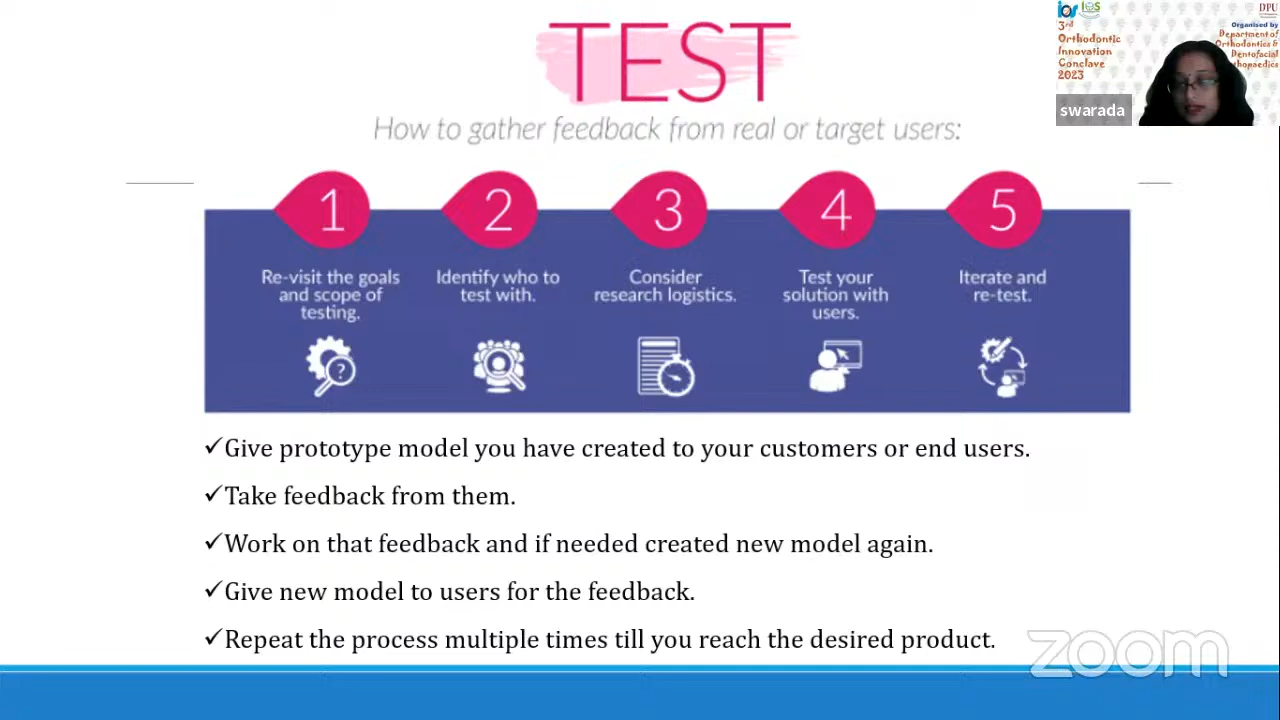 TEST
How to gather feedback from real or target users:
1
2
3
4
5
Re-visit the goals
and scope of
testing.
Identify who to
test with.
Consider
research logistics.
Test your
solution with
users.
Iterate and
re-test.
?
✓Give prototype model you have created to your customers or end users.
✓Take feedback from them.
✓Work on that feedback and if needed created new model again.
✓Give new model to users for the feedback.
✓Repeat the process multiple times till you reach the desired product.
zoom
IOS
3rd
Orthodontic
Innovation
Conclave
2023
DPU
Organised by
Department of
Orthodontics &
Dentofacial
swarada